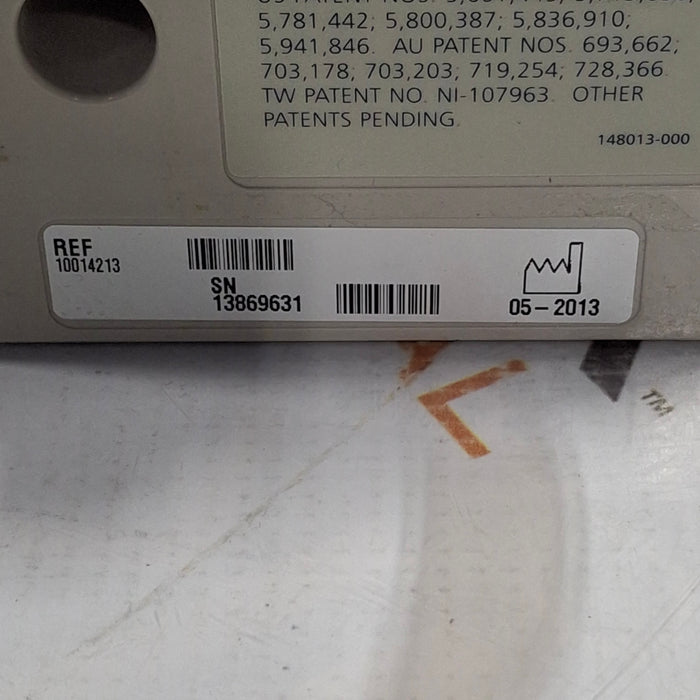 5,781,442; 5,800,387; 5,836,910;
5,941,846. AU PATENT NOS. 693,662;
703,178; 703,203; 719,254; 728,366.
TW PATENT NO. NI-107963. OTHER
PATENTS PENDING.
148013-000
REF
10014213
SN
13869631
05-2013
TM